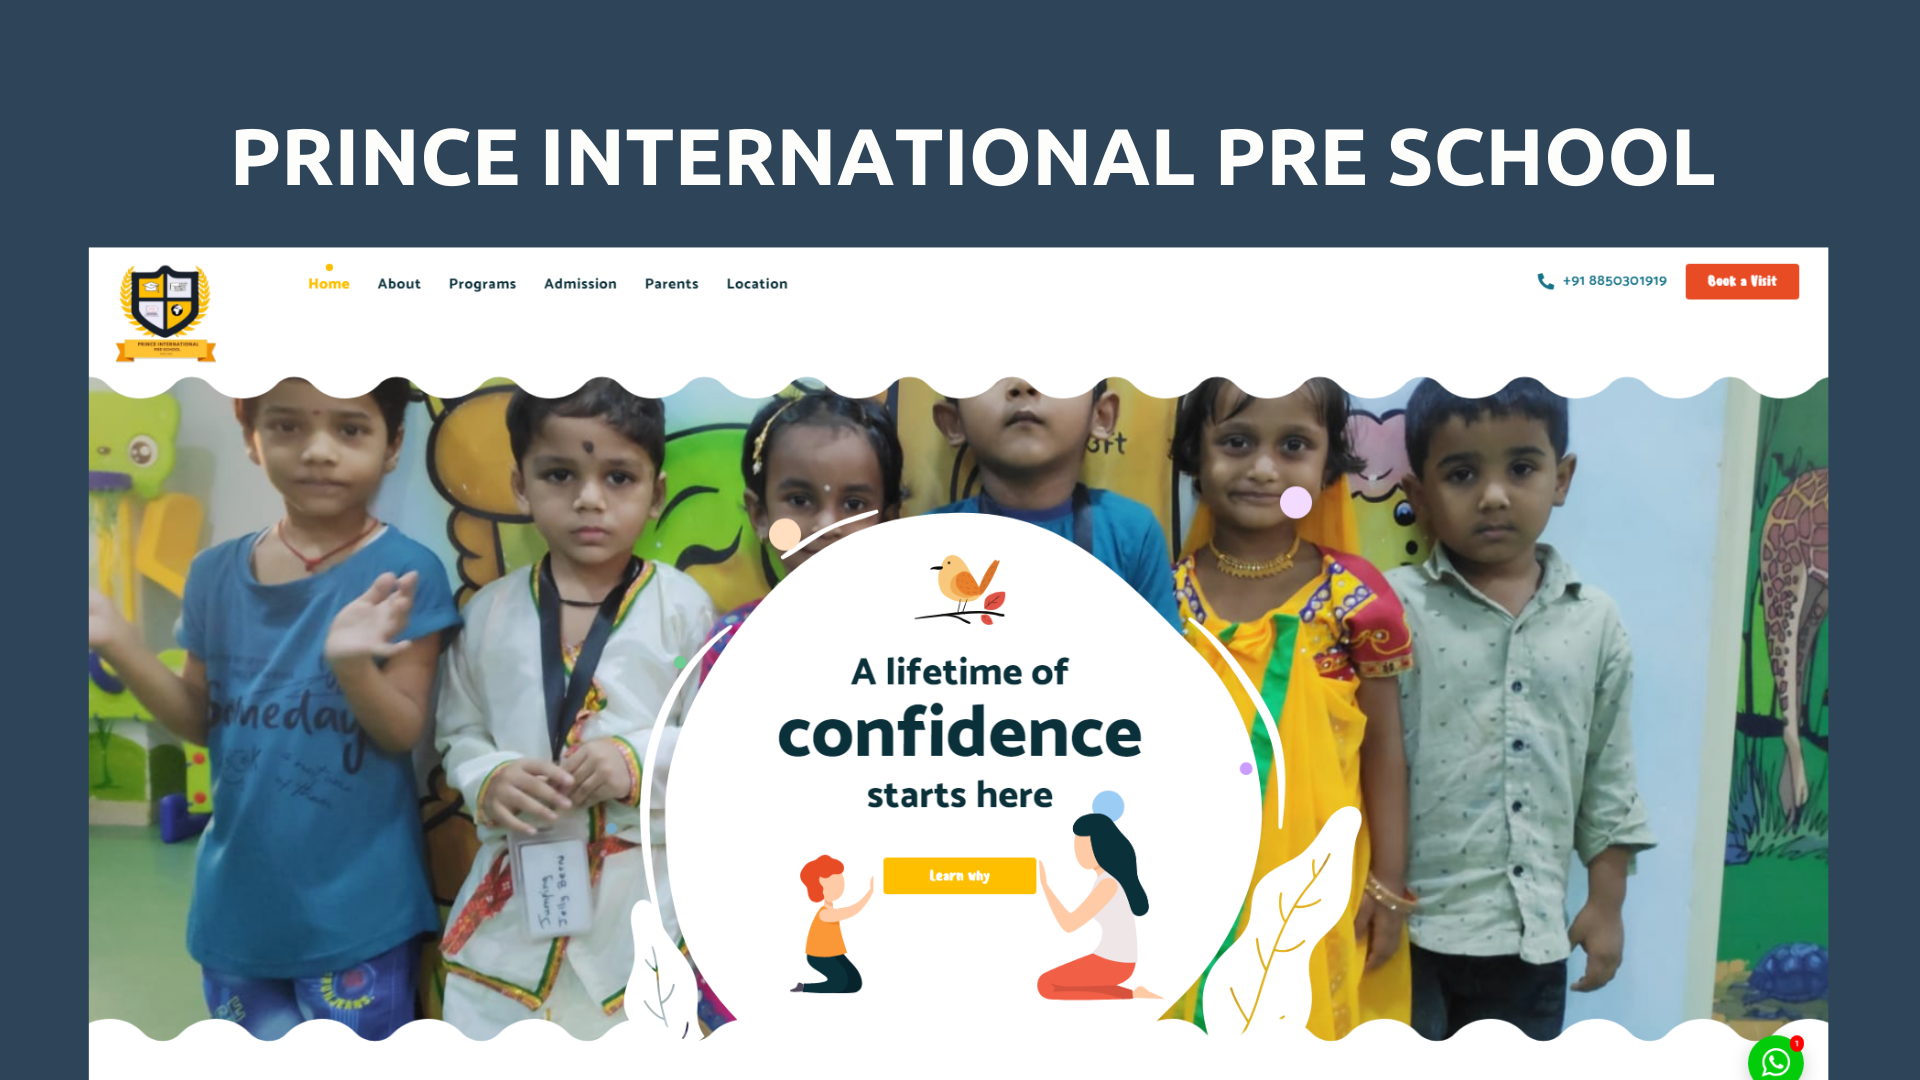 PRINCE INTERNATIONAL PRE SCHOOL
Home About Programs Admission Parents Location
+91 8850301919
Book a Visit
PRINCE INTERNATIONAL
PRE-SCHOOL
Someday
A lifetime of
confidence
starts here
Learn why
Jumping
Jelly Beanz
1